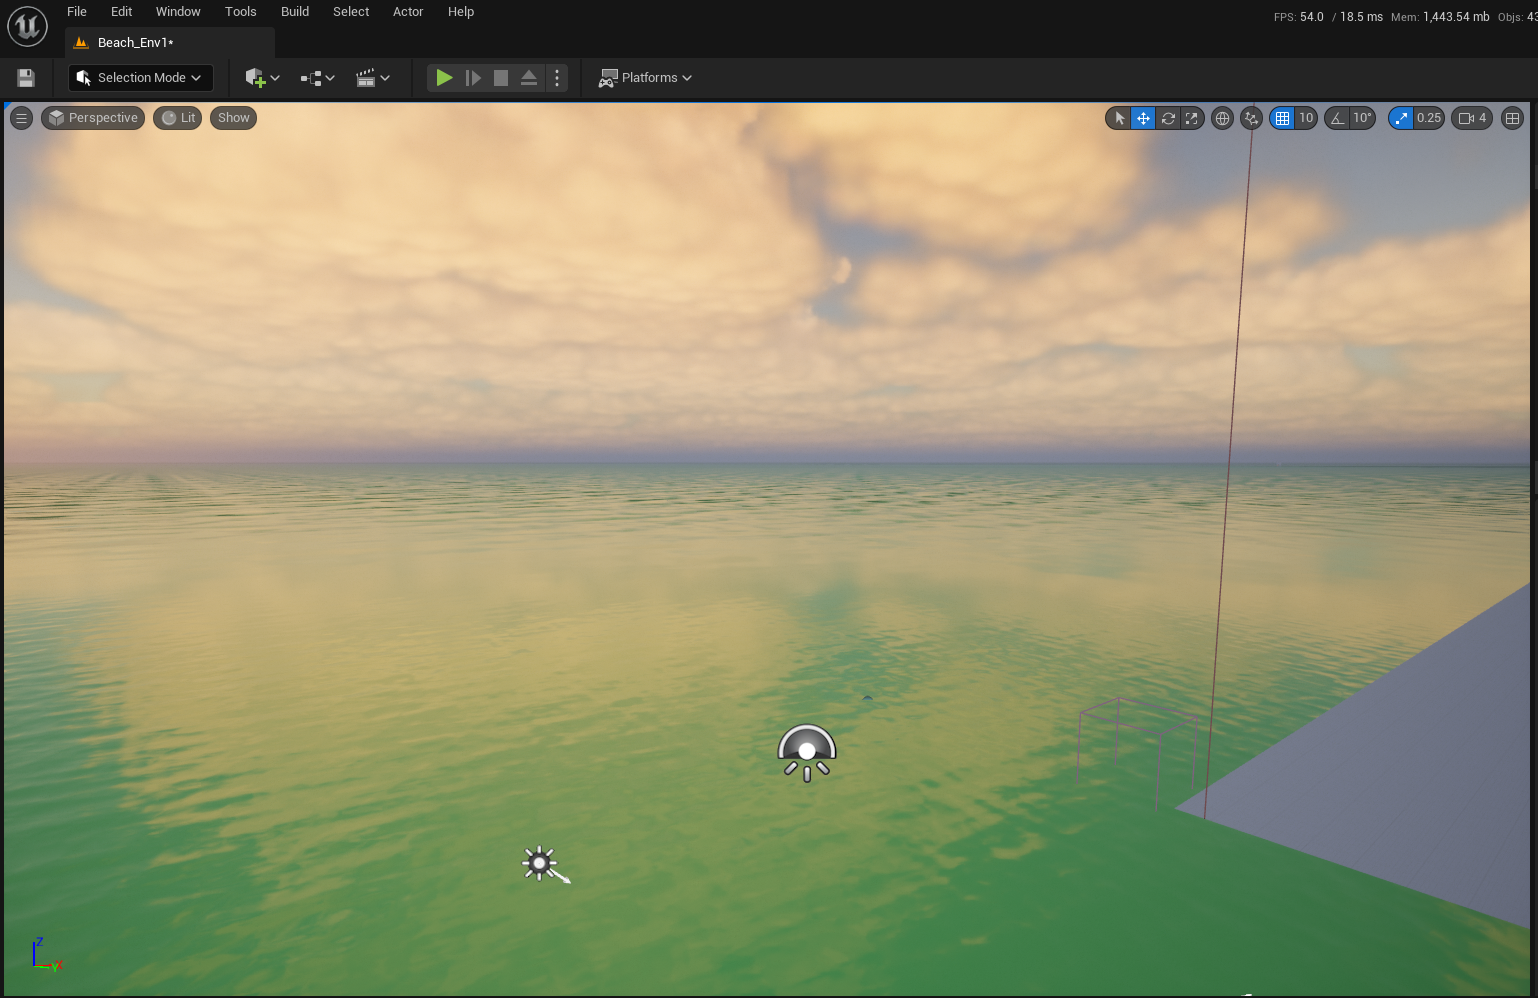 File Edit Window Tools Build Select Actor Help
FPS: 54.0 / 18.5 ms Mem: 1,443.54 mb Objs: 43
Beach_Env1*
Selection Mode Platforms
Perspective Lit Show 10 10° 0.25 4
Z
YX